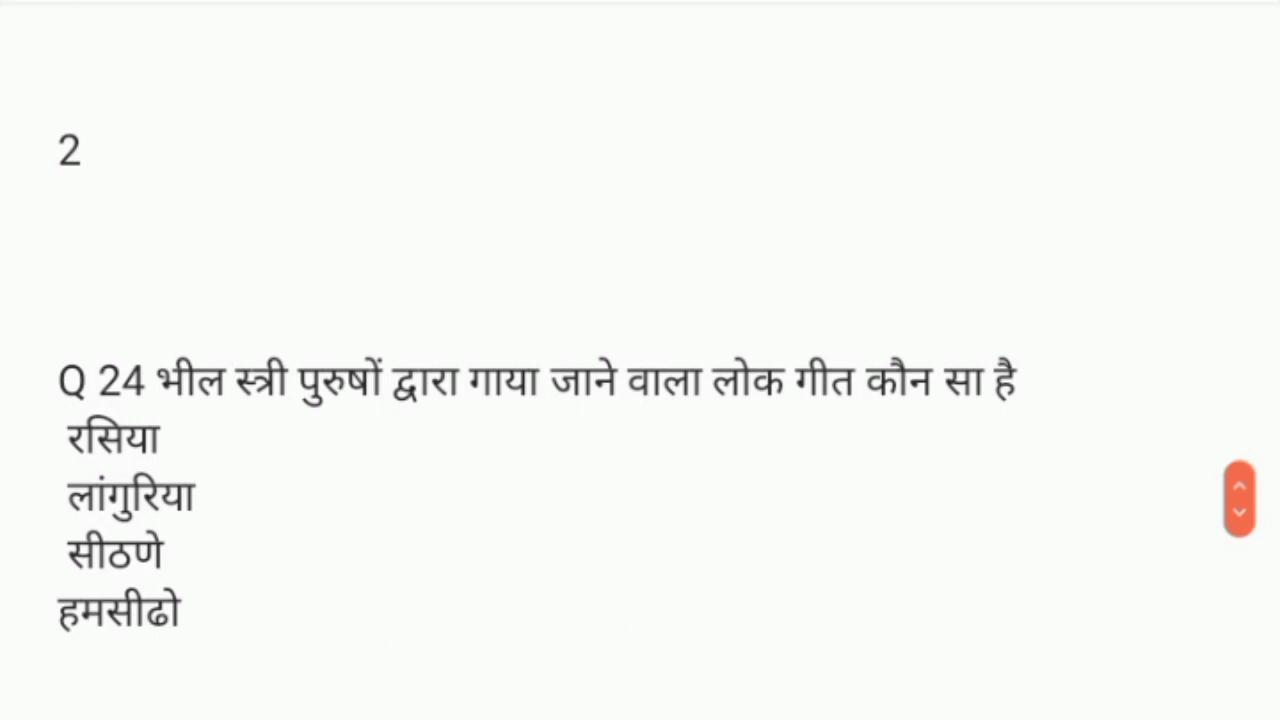 2
Q 24 भील स्त्री पुरुषों द्वारा गाया जाने वाला लोक गीत कौन सा है
रसिया
लांगुरिया
सीठणे
हमसीढो